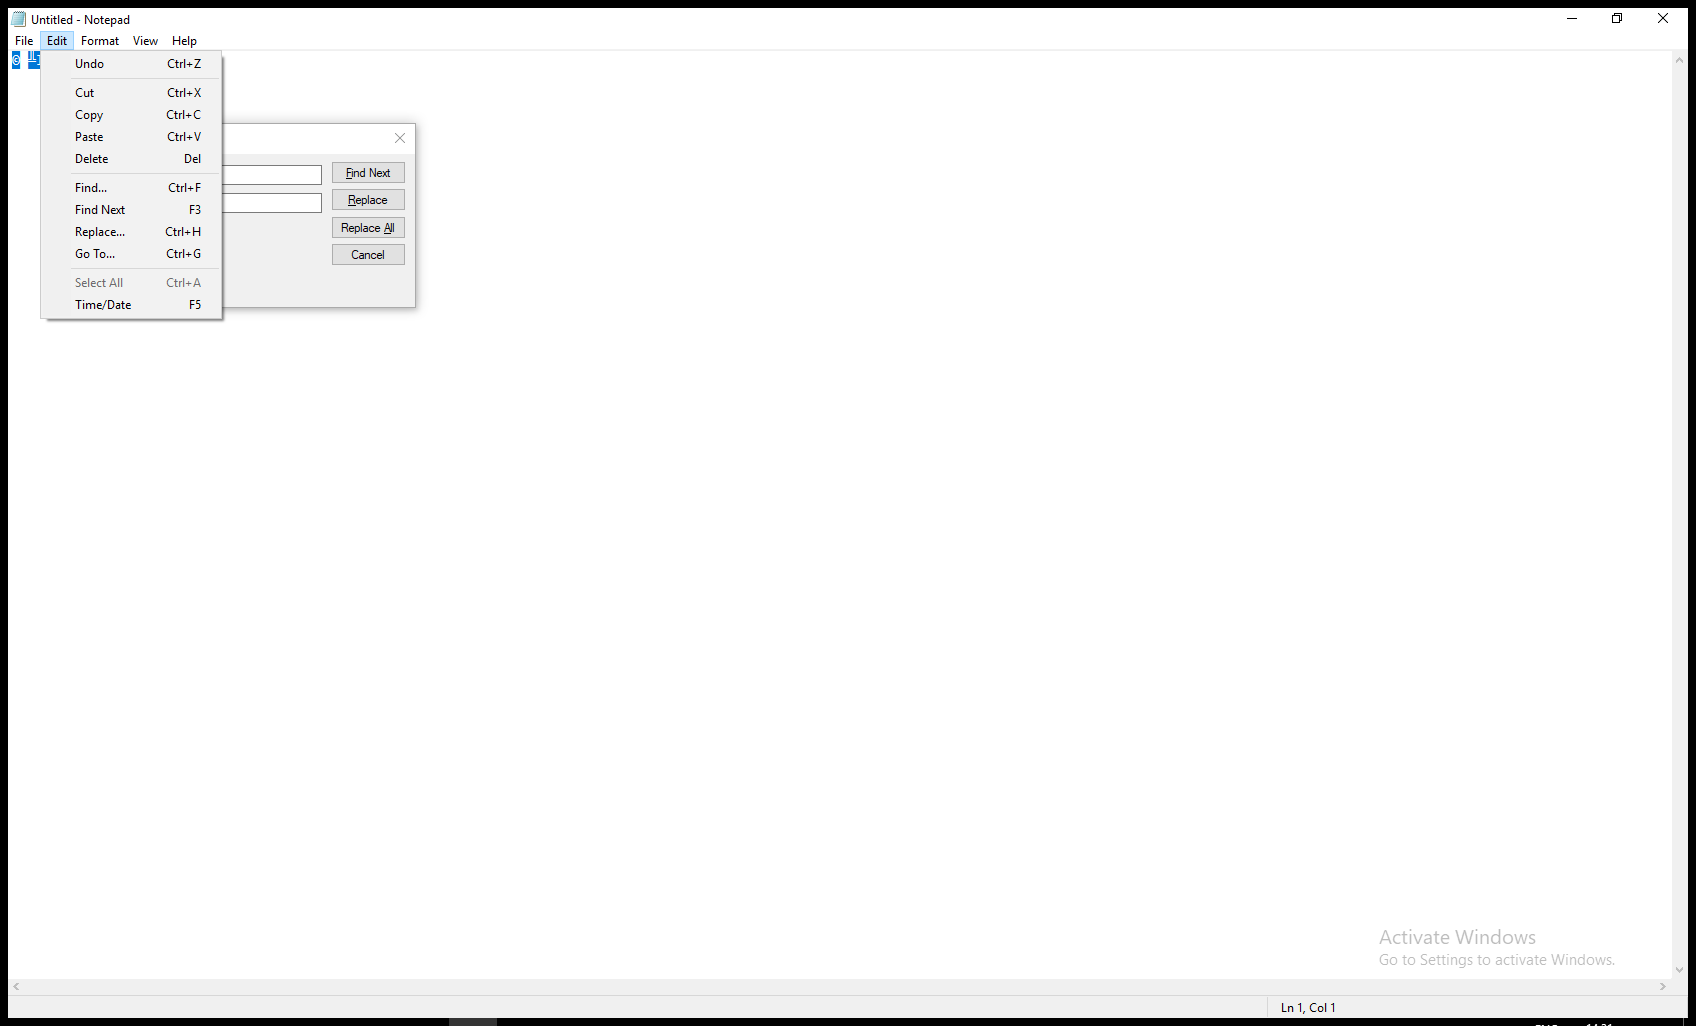 Untitled - Notepad
File Edit Format View Help
Undo Ctrl+Z
Cut Ctrl+X
Copy Ctrl+C
Paste Ctrl+V
Delete Del
Find... Ctrl+F
Find Next F3
Replace... Ctrl+H
Go To... Ctrl+G
Select All Ctrl+A
Time/Date F5
Find Next
Replace
Replace All
Cancel
Activate Windows
Go to Settings to activate Windows.
Ln 1, Col 1